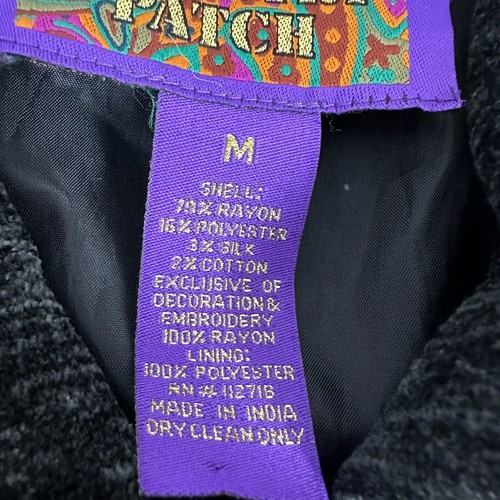 PATCH
M
SHELL:
79% RAYON
16% POLYESTER
3% SILK
2% COTTON
EXCLUSIVE OF
DECORATION &
EMBROIDERY
100% RAYON
LINING:
100% POLYESTER
RN # 112716
MADE IN INDIA
DRY CLEAN ONLY